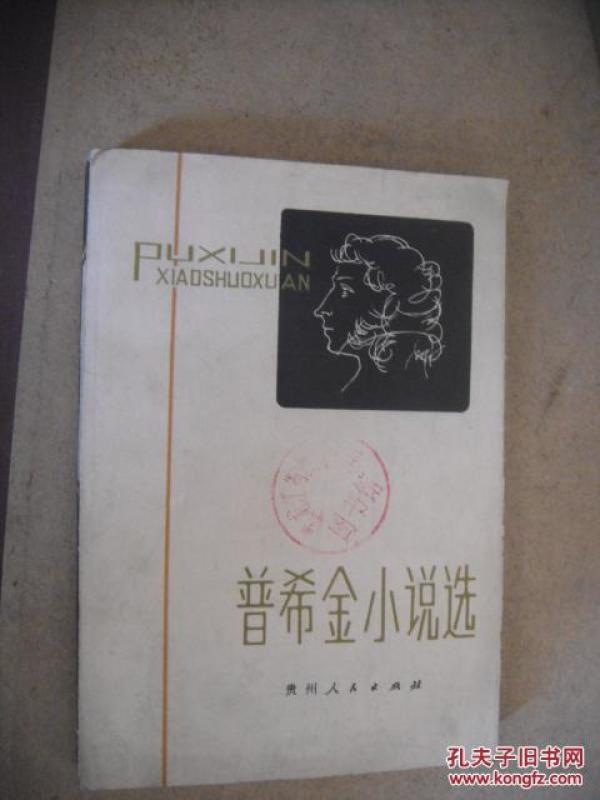 PUXIJIN
XIAOSHUOXUAN
普希金小说选
贵州人民出版社
孔夫子旧书网
www.kongfz.com